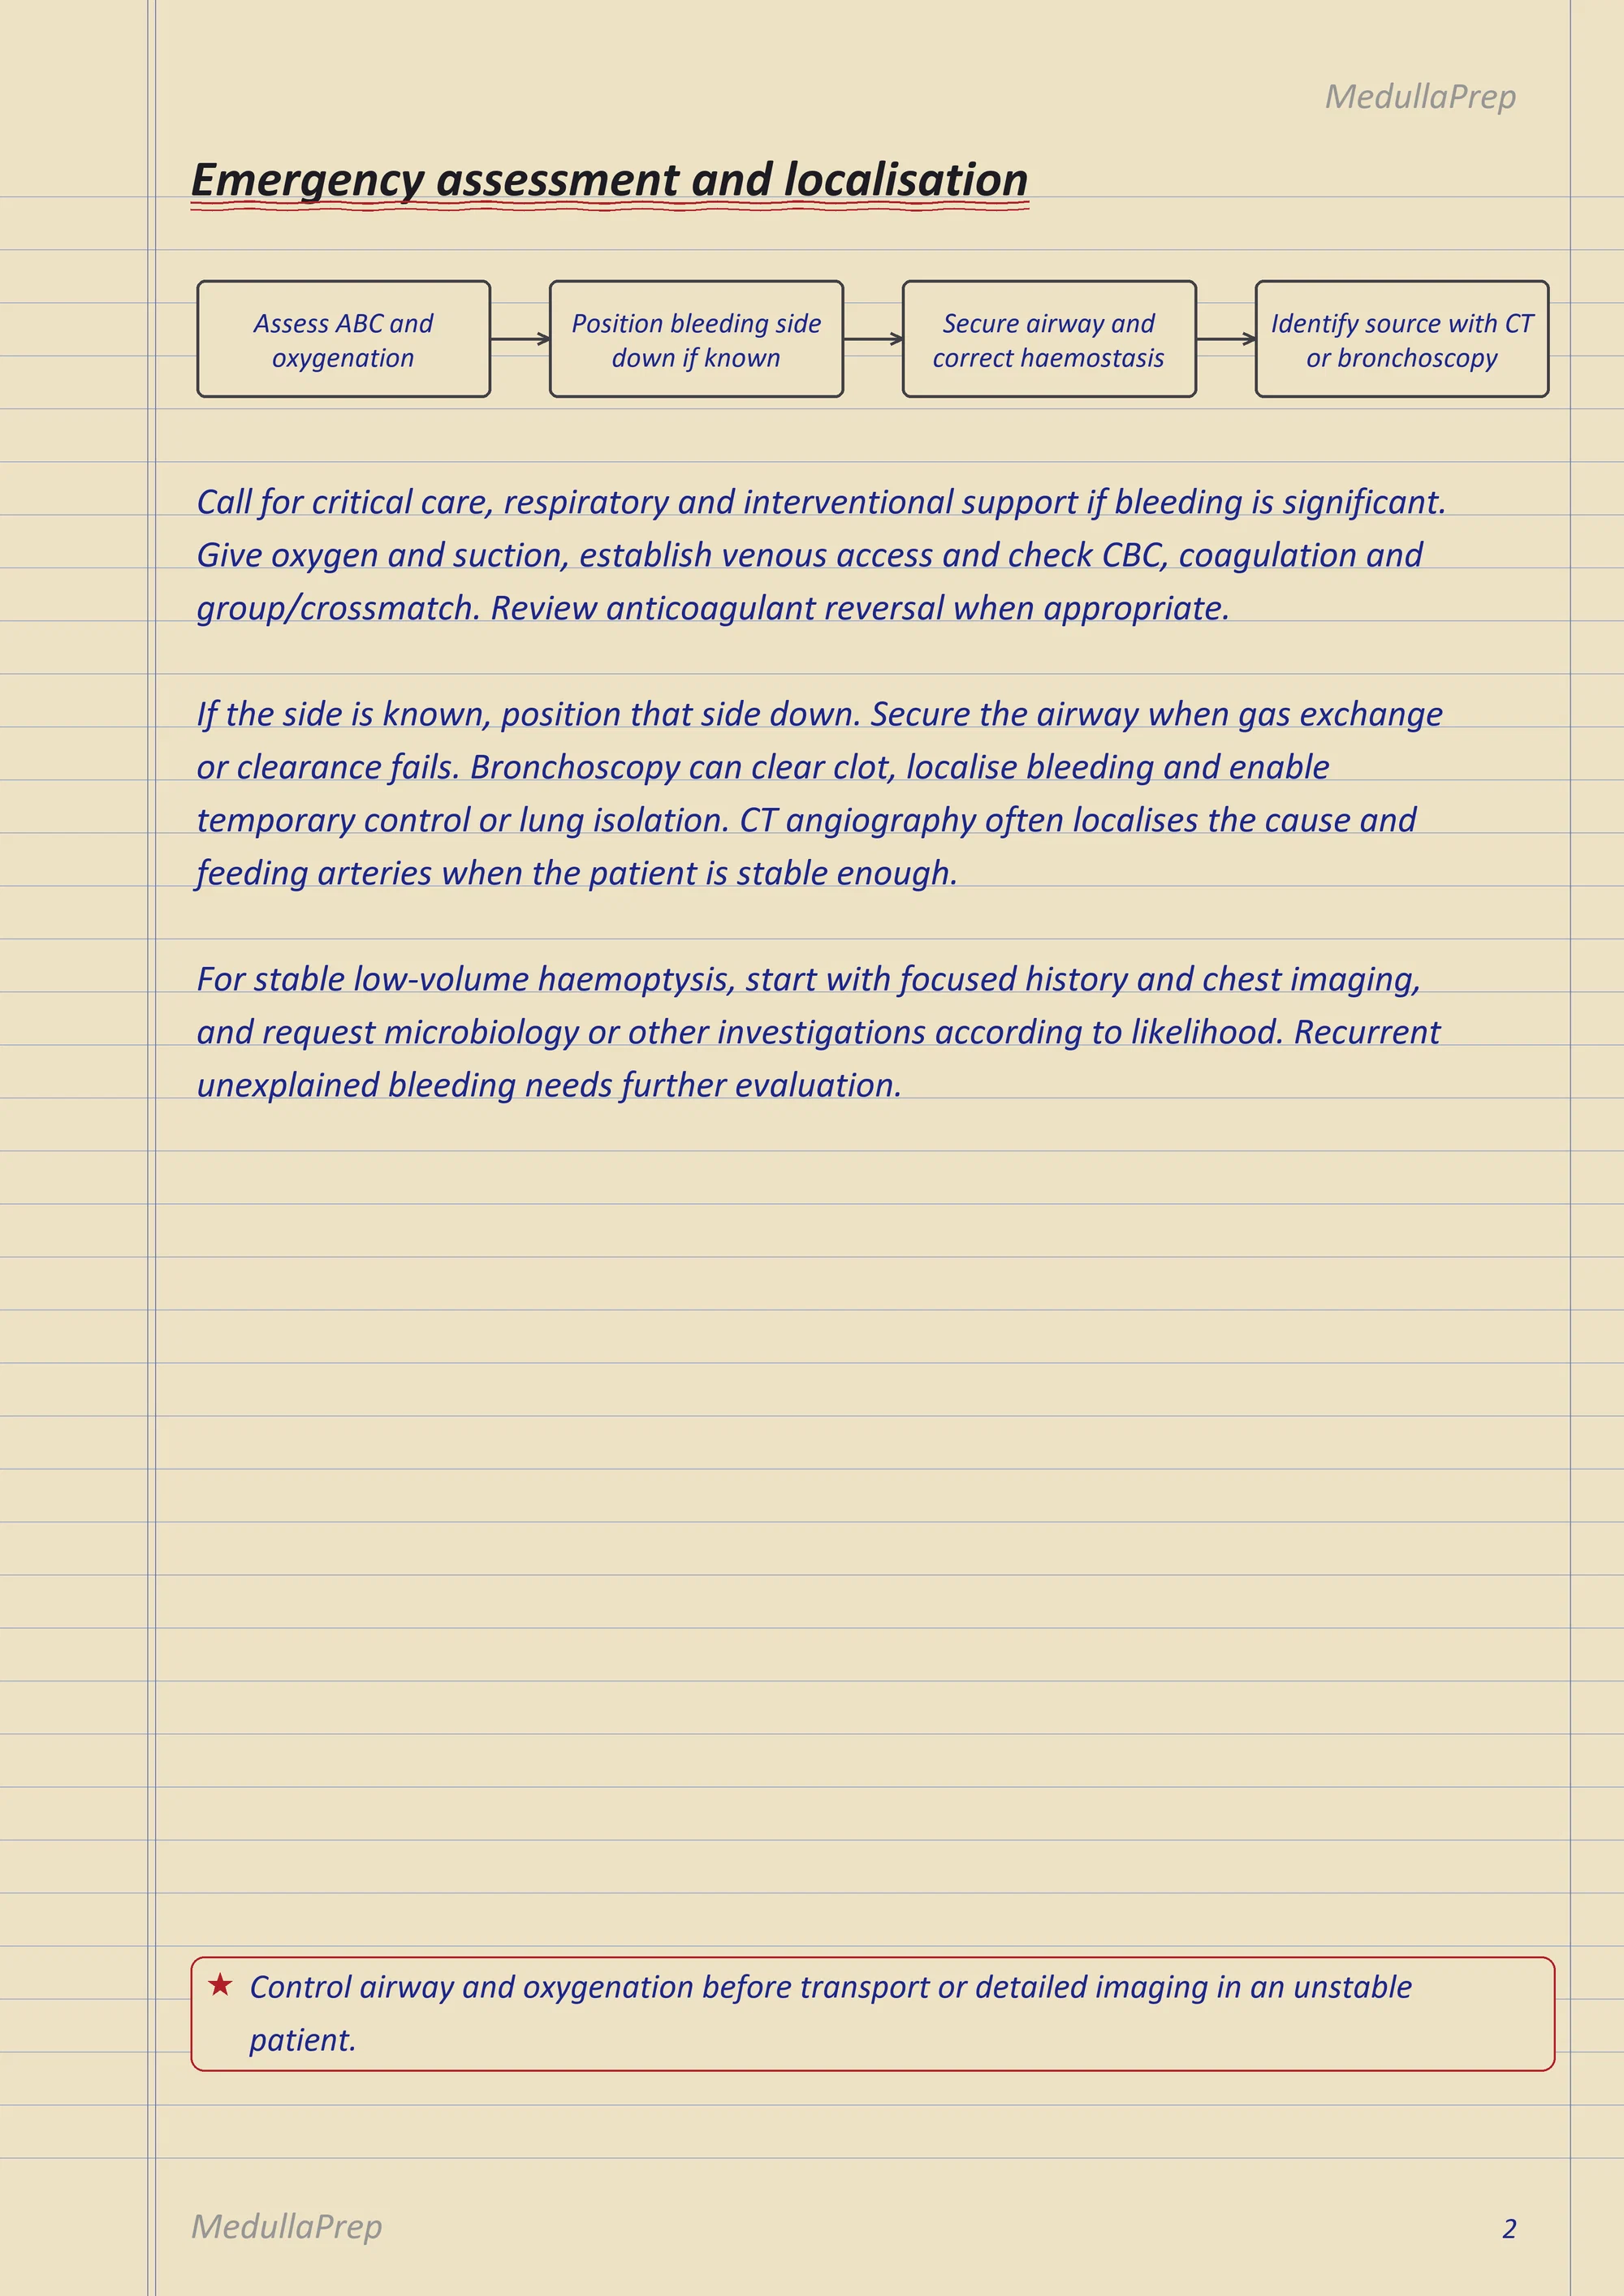 MedullaPrep
Emergency assessment and localisation
Assess ABC and
oxygenation
Position bleeding side
down if known
Secure airway and
correct haemostasis
Identify source with CT
or bronchoscopy
Call for critical care, respiratory and interventional support if bleeding is significant.
Give oxygen and suction, establish venous access and check CBC, coagulation and
group/crossmatch. Review anticoagulant reversal when appropriate.
If the side is known, position that side down. Secure the airway when gas exchange
or clearance fails. Bronchoscopy can clear clot, localise bleeding and enable
temporary control or lung isolation. CT angiography often localises the cause and
feeding arteries when the patient is stable enough.
For stable low-volume haemoptysis, start with focused history and chest imaging,
and request microbiology or other investigations according to likelihood. Recurrent
unexplained bleeding needs further evaluation.
★ Control airway and oxygenation before transport or detailed imaging in an unstable
patient.
MedullaPrep
2